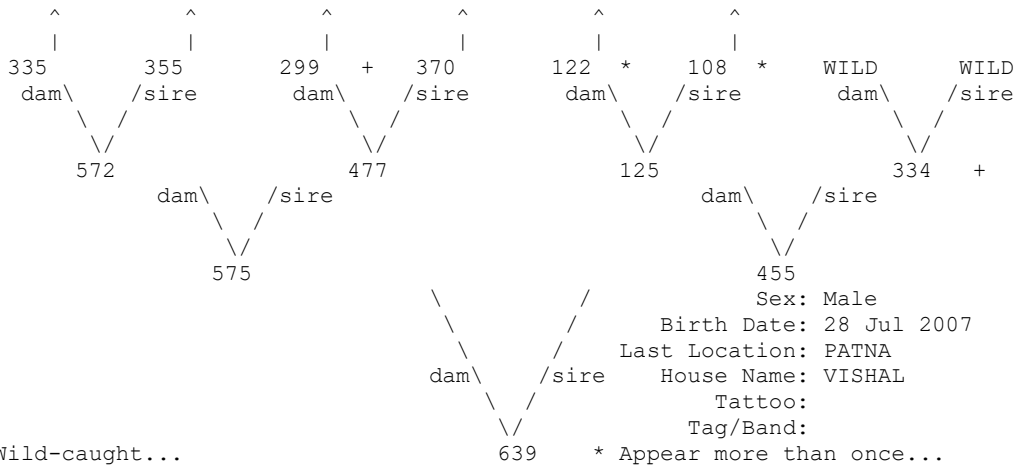 ^ ^ ^ ^ ^ ^
| | | | | |
335 355 299 + 370 122 * 108 * WILD WILD
dam\ /sire dam\ /sire dam\ /sire dam\ /sire
\ / \ / \ / \ /
\/ \/ \/ \/
572 477 125 334 +
dam\ /sire dam\ /sire
\ / \ /
\/ \/
575 455
\ / Sex: Male
\ / Birth Date: 28 Jul 2007
\ / Last Location: PATNA
dam\ /sire House Name: VISHAL
\ / Tattoo:
\/ Tag/Band:
Wild-caught... 639 * Appear more than once...